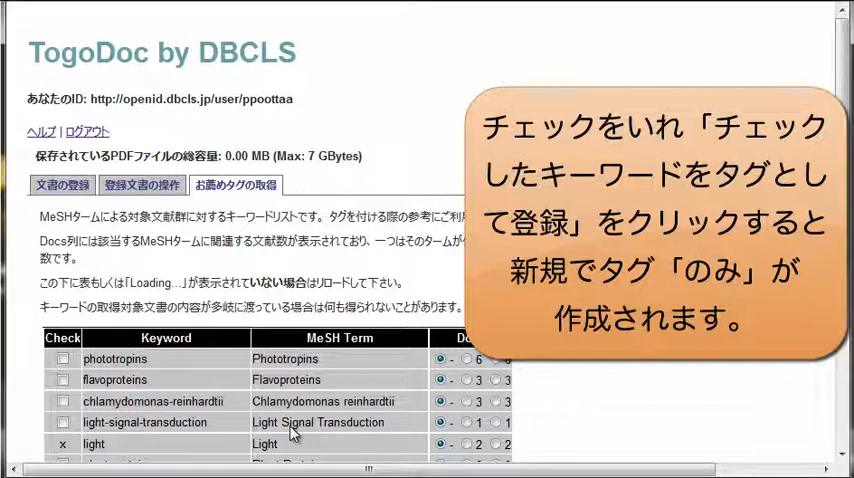 TogoDoc by DBCLS
あなたのID: http://openid.dbcls.jp/user/ppoottaa
ヘルプ | ログアウト
保存されているPDFファイルの総容量: 0.00 MB (Max: 7 GBytes)
文書の登録 登録文書の操作 お薦めタグの取得
MeSHタームによる対象文献群に対するキーワードリストです。タグを付ける際の参考にご利用
Docs列には該当するMeSHタームに関連する文献数が表示されており、一つはそのタームが
数です。
この下に表もしくは「Loading...」が表示されていない場合はリロードして下さい。
キーワードの取得対象文書の内容が多岐に渡っている場合は何も得られないことがあります。
チェックをいれ「チェック
したキーワードをタグとし
て登録」をクリックすると
新規でタグ「のみ」が
作成されます。
Check Keyword MeSH Term
phototropins Phototropins - 6
flavoproteins Flavoproteins - 3 3
chlamydomonas-reinhardtii Chlamydomonas reinhardtii - 3 3
light-signal-transduction Light Signal Transduction - 1 1
x light Light - 2 2